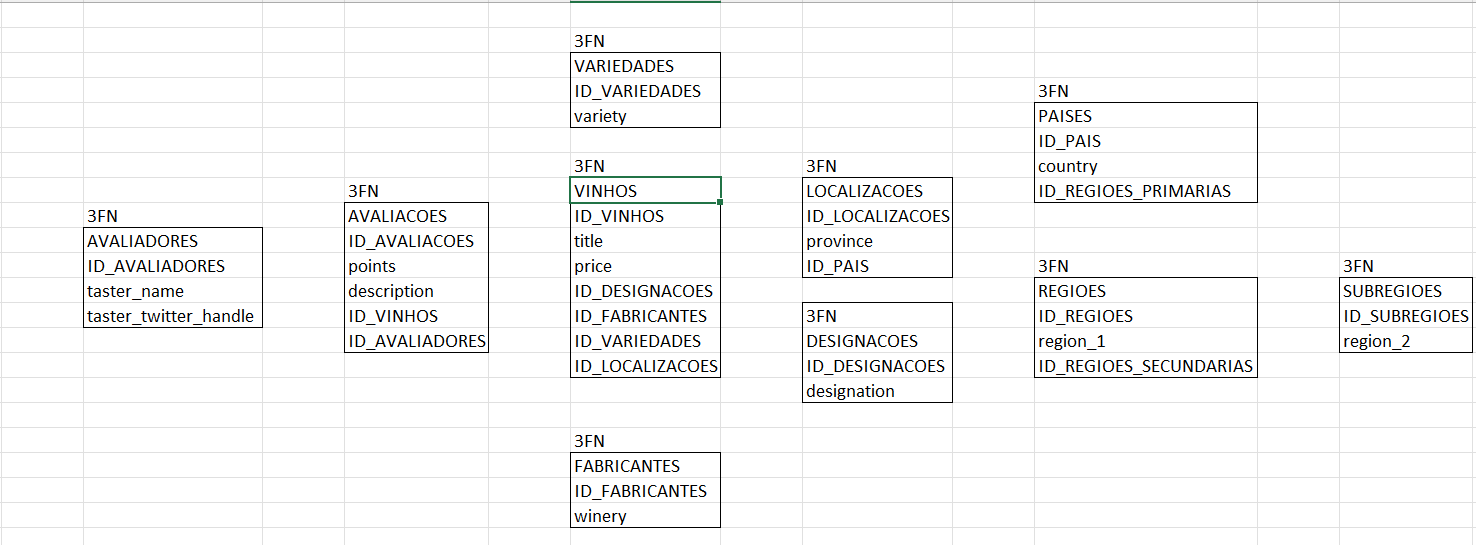 3FN
AVALIADORES
ID_AVALIADORES
taster_name
taster_twitter_handle
3FN
AVALIACOES
ID_AVALIACOES
points
description
ID_VINHOS
ID_AVALIADORES
3FN
VARIEDADES
ID_VARIEDADES
variety
3FN
VINHOS
ID_VINHOS
title
price
ID_DESIGNACOES
ID_FABRICANTES
ID_VARIEDADES
ID_LOCALIZACOES
3FN
FABRICANTES
ID_FABRICANTES
winery
3FN
LOCALIZACOES
ID_LOCALIZACOES
province
ID_PAIS
3FN
DESIGNACOES
ID_DESIGNACOES
designation
3FN
PAISES
ID_PAIS
country
ID_REGIOES_PRIMARIAS
3FN
REGIOES
ID_REGIOES
region_1
ID_REGIOES_SECUNDARIAS
3FN
SUBREGIOES
ID_SUBREGIOES
region_2